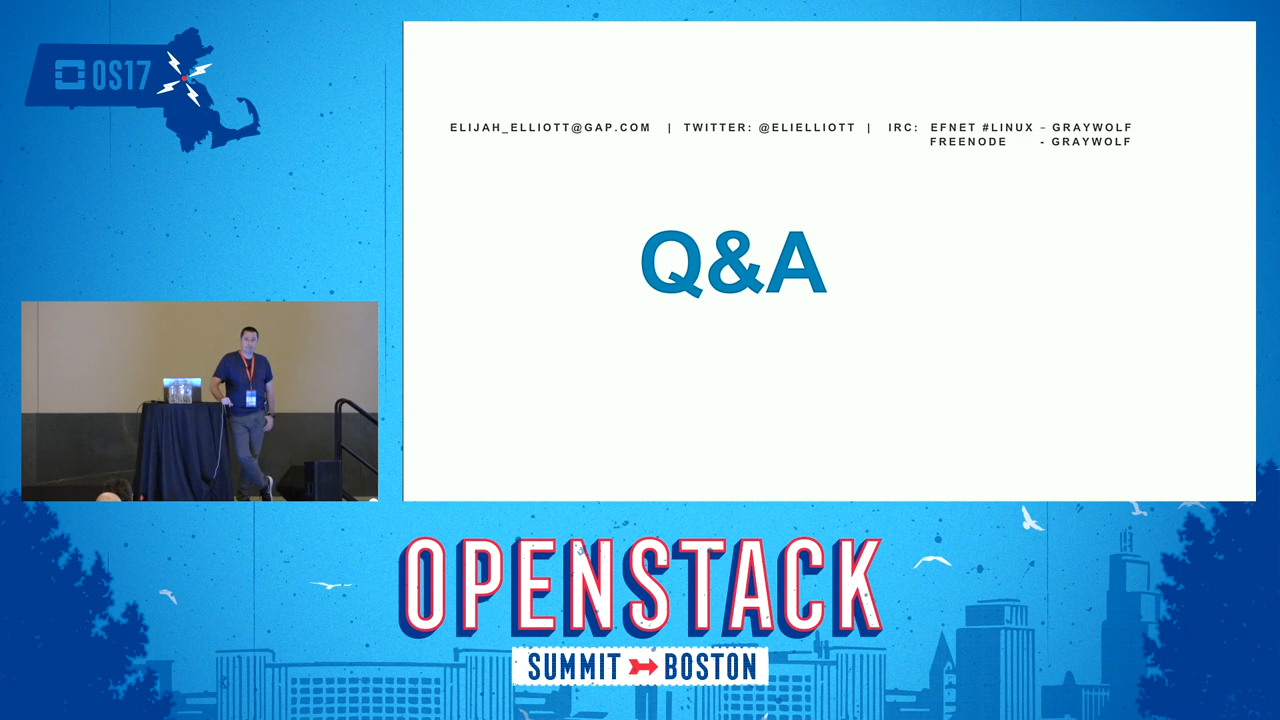 OS17
ELIJAH_ELLIOTT@GAP.COM | TWITTER: @ELIELLIOTT | IRC: EFNET #LINUX – GRAYWOLF
FREENODE - GRAYWOLF
Q&A
OPENSTACK
SUMMIT BOSTON